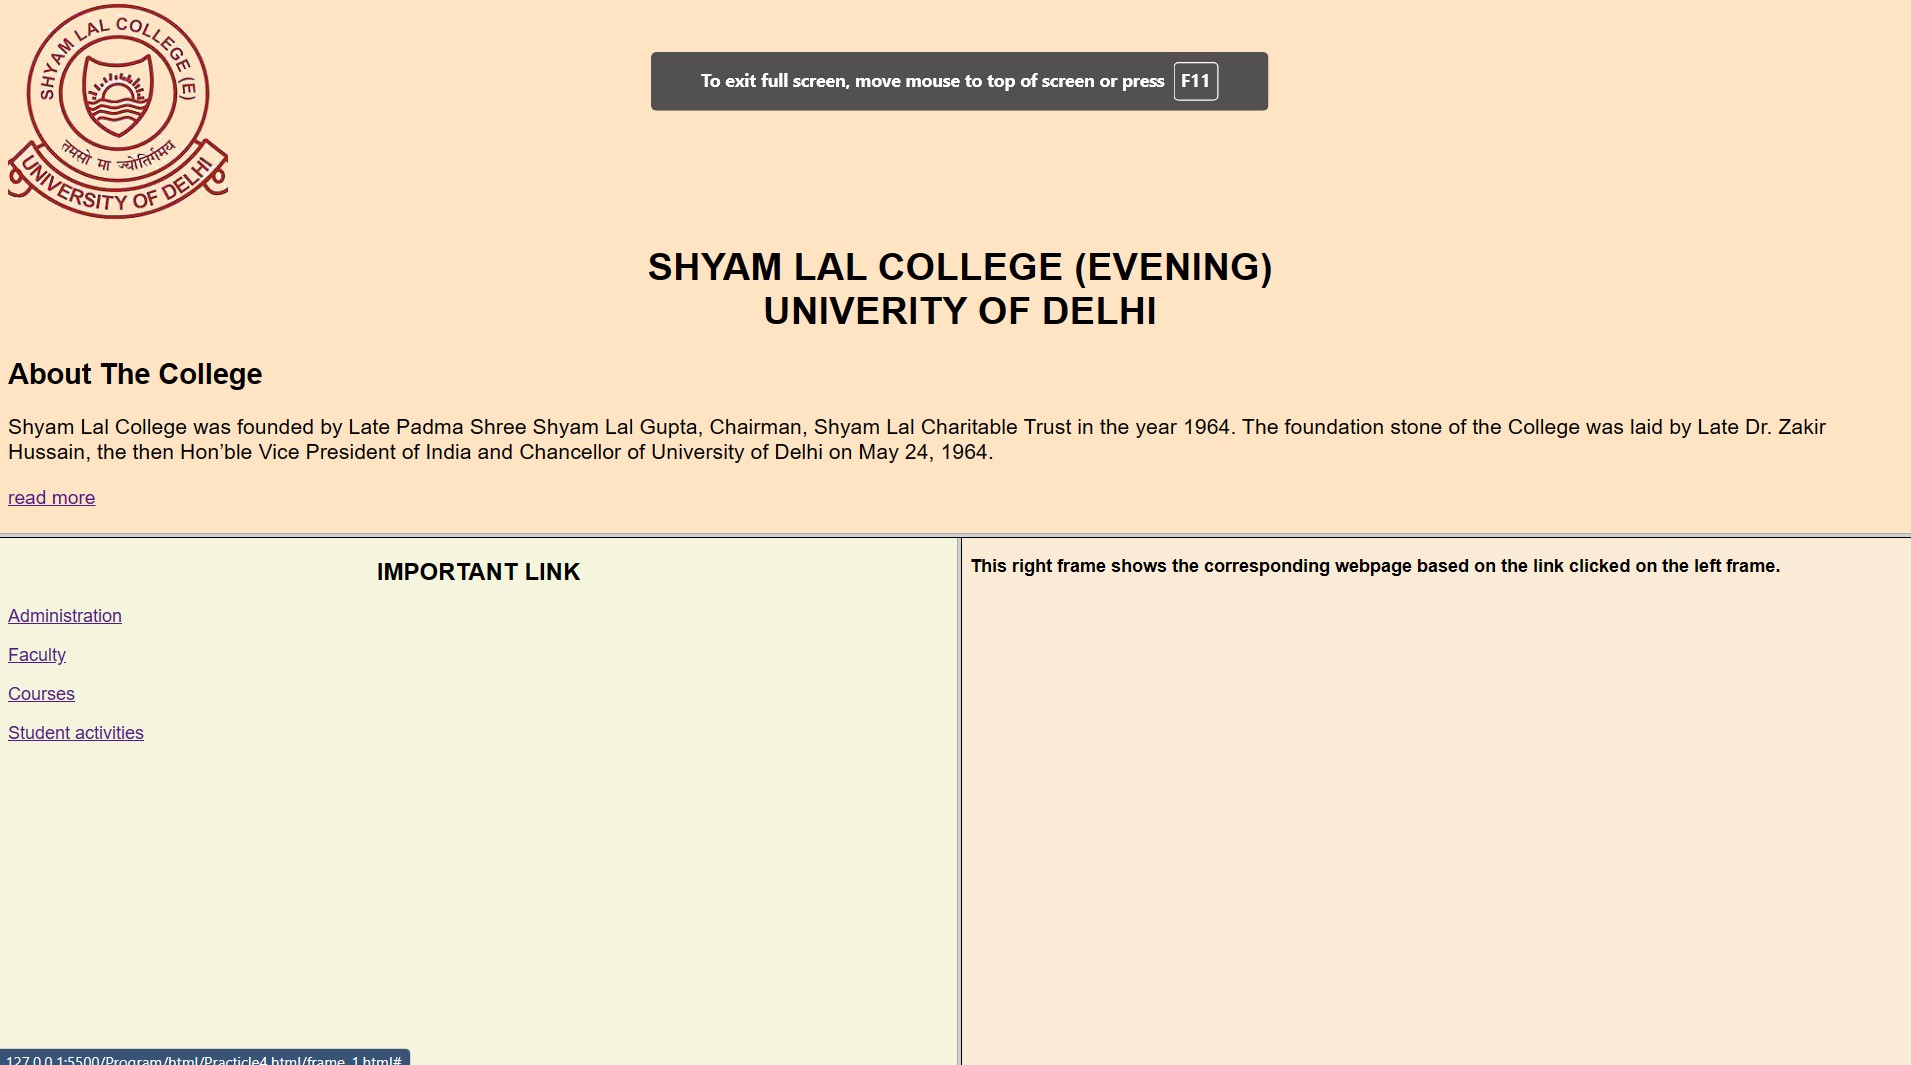 SHYAM LAL COLLEGE (E)
तमसो मा ज्योतिर्गमय
UNIVERSITY OF DELHI
To exit full screen, move mouse to top of screen or press F11
SHYAM LAL COLLEGE (EVENING)
UNIVERITY OF DELHI
About The College
Shyam Lal College was founded by Late Padma Shree Shyam Lal Gupta, Chairman, Shyam Lal Charitable Trust in the year 1964. The foundation stone of the College was laid by Late Dr. Zakir
Hussain, the then Hon’ble Vice President of India and Chancellor of University of Delhi on May 24, 1964.
read more
IMPORTANT LINK
Administration
Faculty
Courses
Student activities
This right frame shows the corresponding webpage based on the link clicked on the left frame.
127.0.0.1:5500/Program/html/Practicle4.html/frame_1.html#